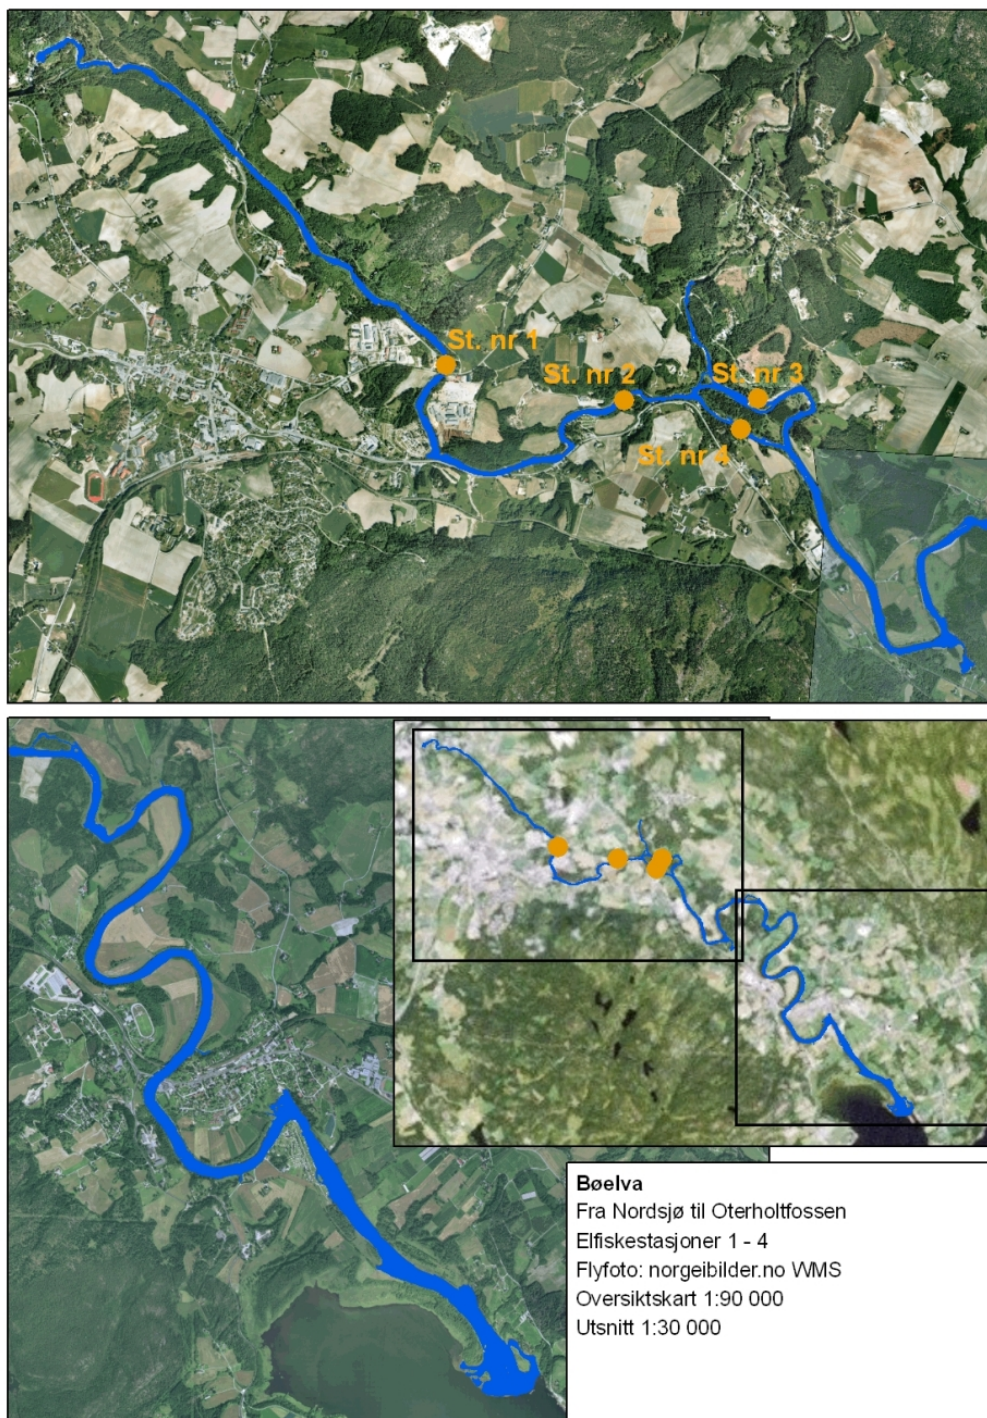 St. nr 1
St. nr 2
St. nr 3
St. nr 4
Bøelva
Fra Nordsjø til Oterholtfossen
Elfiskestasjoner 1 - 4
Flyfoto: norgeibilder.no WMS
Oversiktskart 1:90 000
Utsnitt 1:30 000